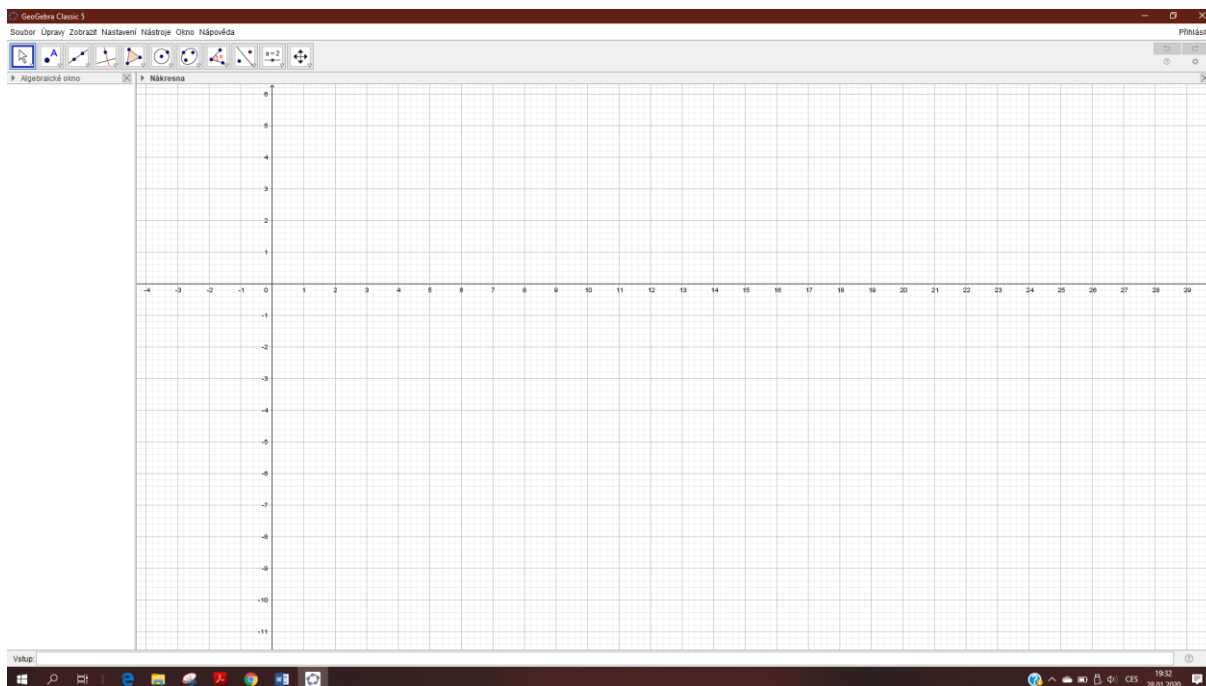 GeoGebra Classic 5
Soubor Úpravy Zobrazit Nastavení Nástroje Okno Nápověda
Přihlásit
A
a=2
Algebraické okno
Nákresna
6
5
4
3
2
1
-4 -3 -2 -1 0 1 2 3 4 5 6 7 8 9 10 11 12 13 14 15 16 17 18 19 20 21 22 23 24 25 26 27 28 29
-1
-2
-3
-4
-5
-6
-7
-8
-9
-10
-11
Vstup:
CES
19:32
28.01.2020